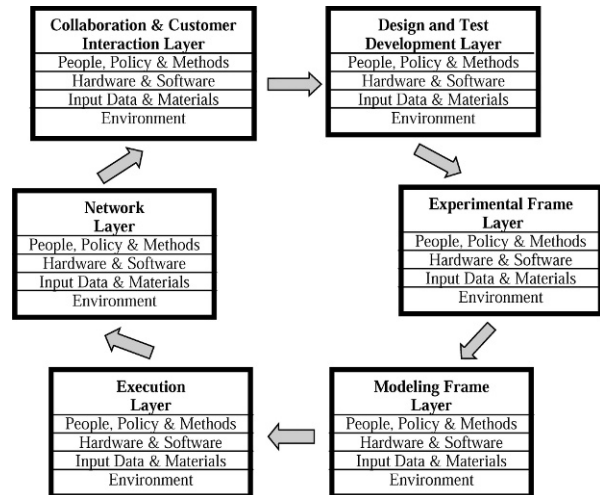 Collaboration & Customer
Interaction Layer
People, Policy & Methods
Hardware & Software
Input Data & Materials
Environment
Design and Test
Development Layer
People, Policy & Methods
Hardware & Software
Input Data & Materials
Environment
Network
Layer
People, Policy & Methods
Hardware & Software
Input Data & Materials
Environment
Experimental Frame
Layer
People, Policy & Methods
Hardware & Software
Input Data & Materials
Environment
Execution
Layer
People, Policy & Methods
Hardware & Software
Input Data & Materials
Environment
Modeling Frame
Layer
People, Policy & Methods
Hardware & Software
Input Data & Materials
Environment